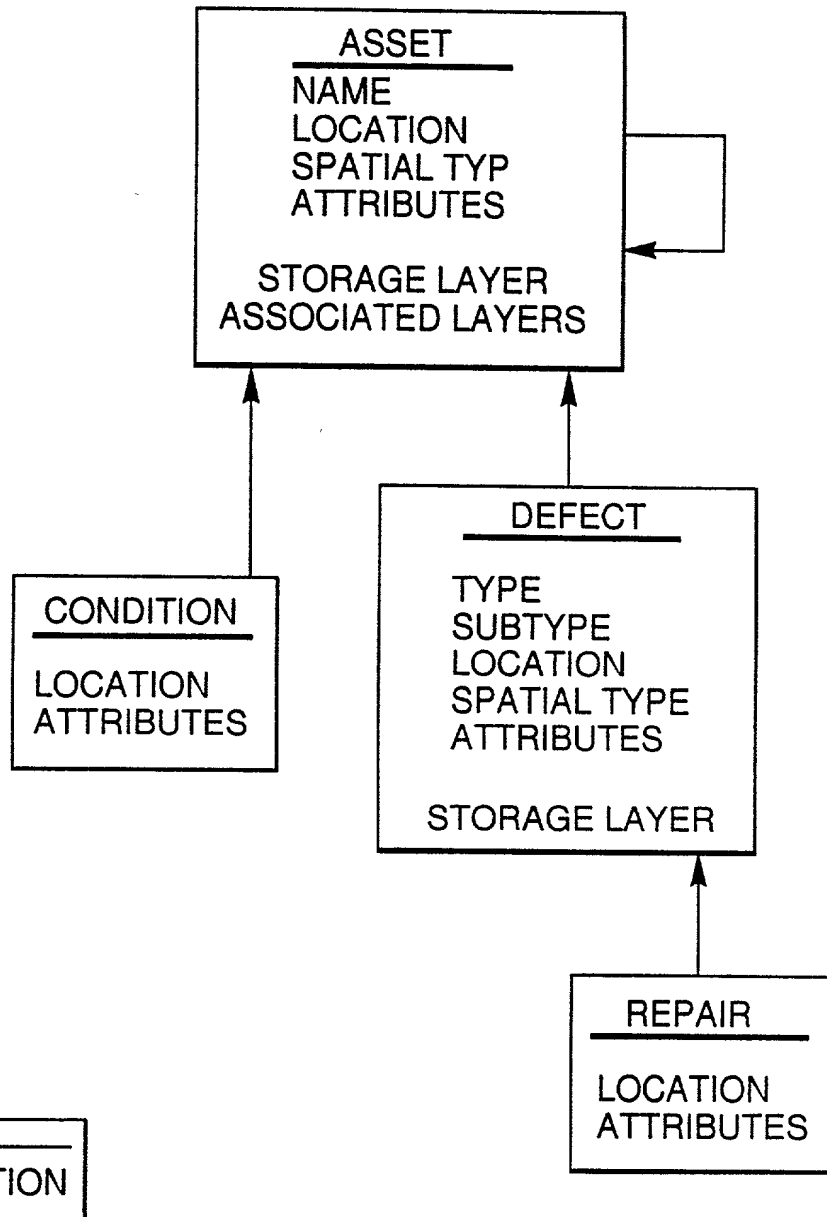 ASSET
NAME
LOCATION
SPATIAL TYP
ATTRIBUTES
STORAGE LAYER
ASSOCIATED LAYERS
DEFECT
TYPE
SUBTYPE
LOCATION
SPATIAL TYPE
ATTRIBUTES
STORAGE LAYER
CONDITION
LOCATION
ATTRIBUTES
REPAIR
LOCATION
ATTRIBUTES
TION